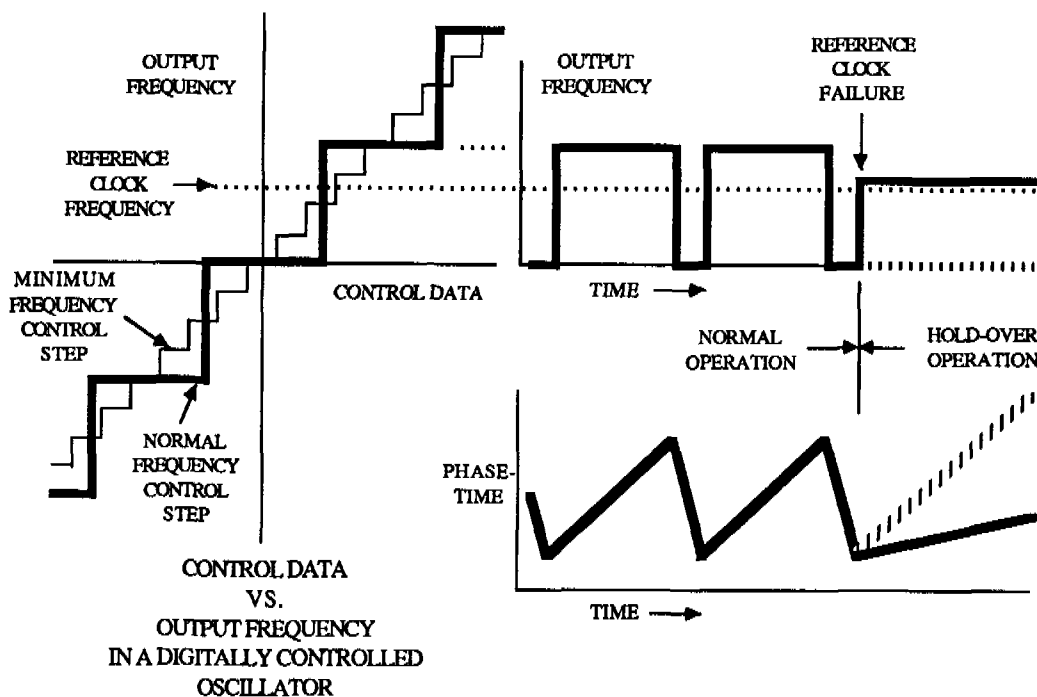 OUTPUT
FREQUENCY
REFERENCE
CLOCK
FREQUENCY
MINIMUM
FREQUENCY
CONTROL
STEP
CONTROL DATA
NORMAL
FREQUENCY
CONTROL
STEP
CONTROL DATA
VS.
OUTPUT FREQUENCY
IN A DIGITALLY CONTROLLED
OSCILLATOR
OUTPUT
FREQUENCY
REFERENCE
CLOCK
FAILURE
TIME
NORMAL
OPERATION
HOLD-OVER
OPERATION
PHASE-
TIME
TIME